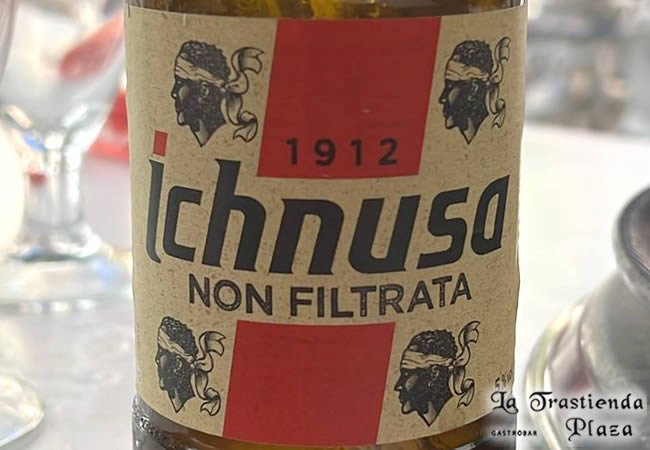 1912
ichnusa
NON FILTRATA
La Trastienda
GASTROBAR Plaza